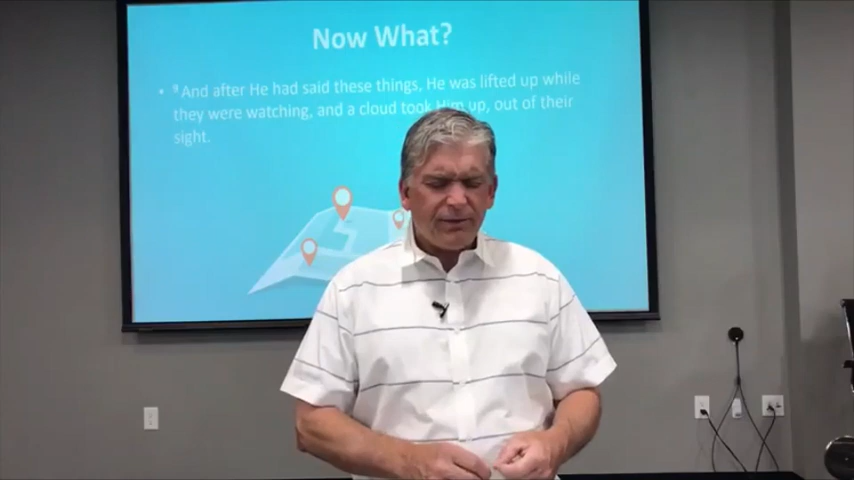 Now What?
• 9 And after He had said these things, He was lifted up while
they were watching, and a cloud took Him up, out of their
sight.